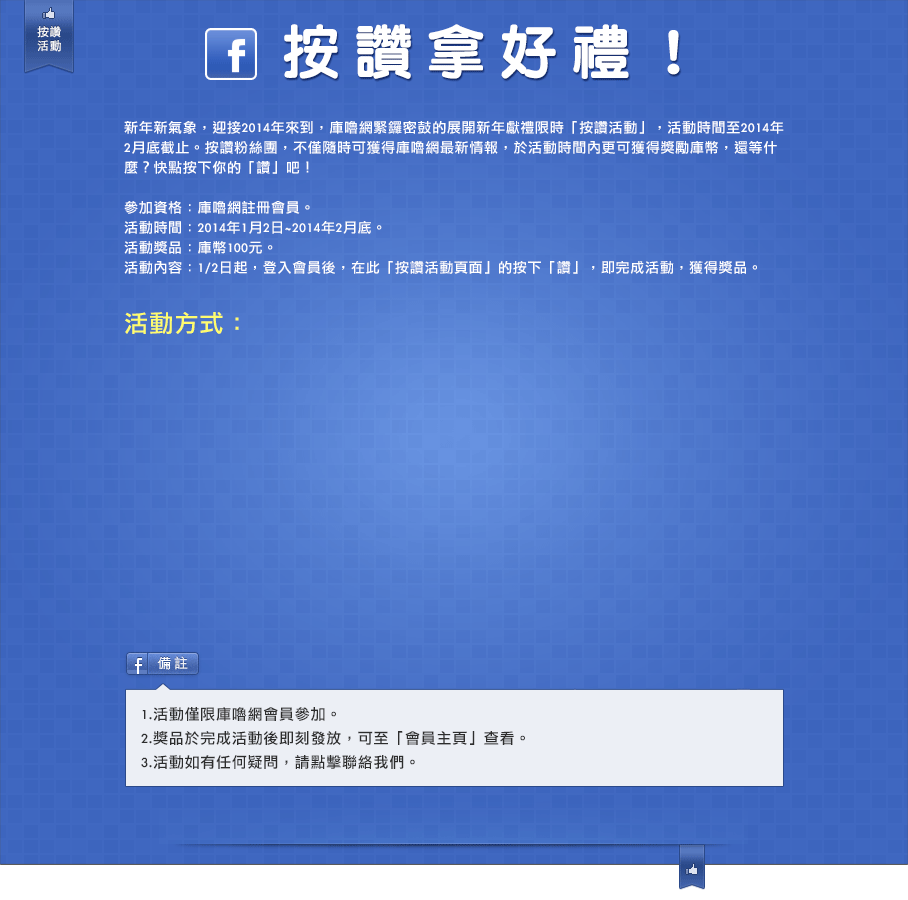 按讚
活動
按讚拿好禮！
新年新氣象，迎接2014年來到，庫嚕網緊鑼密鼓的展開新年獻禮限時「按讚活動」，活動時間至2014年
2月底截止。按讚粉絲團，不僅隨時可獲得庫嚕網最新情報，於活動時間內更可獲得獎勵庫幣，還等什
麼？快點按下你的「讚」吧！
參加資格：庫嚕網註冊會員。
活動時間：2014年1月2日~2014年2月底。
活動獎品：庫幣100元。
活動內容：1/2日起，登入會員後，在此「按讚活動頁面」的按下「讚」，即完成活動，獲得獎品。
活動方式：
備註
1.活動僅限庫嚕網會員參加。
2.獎品於完成活動後即刻發放，可至「會員主頁」查看。
3.活動如有任何疑問，請點擊聯絡我們。